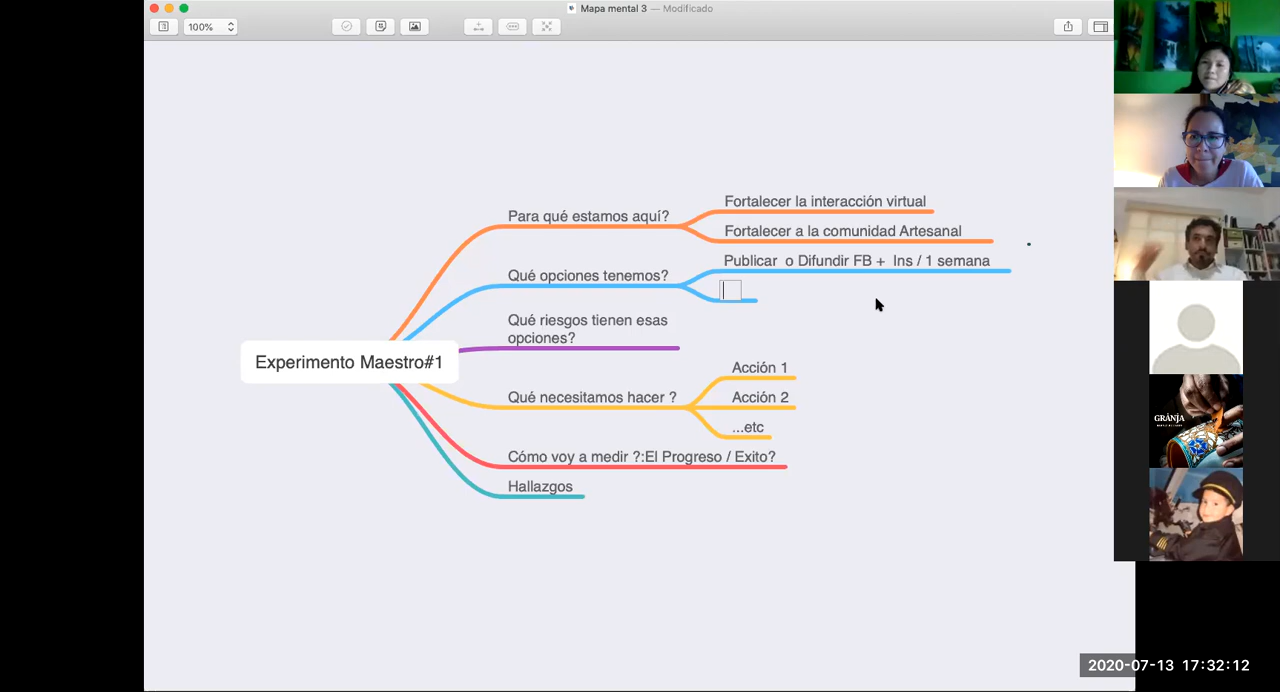 Mapa mental 3 — Modificado
100%
Para qué estamos aquí?
Fortalecer la interacción virtual
Fortalecer a la comunidad Artesanal
Qué opciones tenemos?
Publicar o Difundir FB + Ins / 1 semana
Qué riesgos tienen esas
opciones?
Experimento Maestro#1
Qué necesitamos hacer ?
Acción 1
Acción 2
...etc
Cómo voy a medir ?:El Progreso / Exito?
Hallazgos
GRANJA
2020-07-13 17:32:12